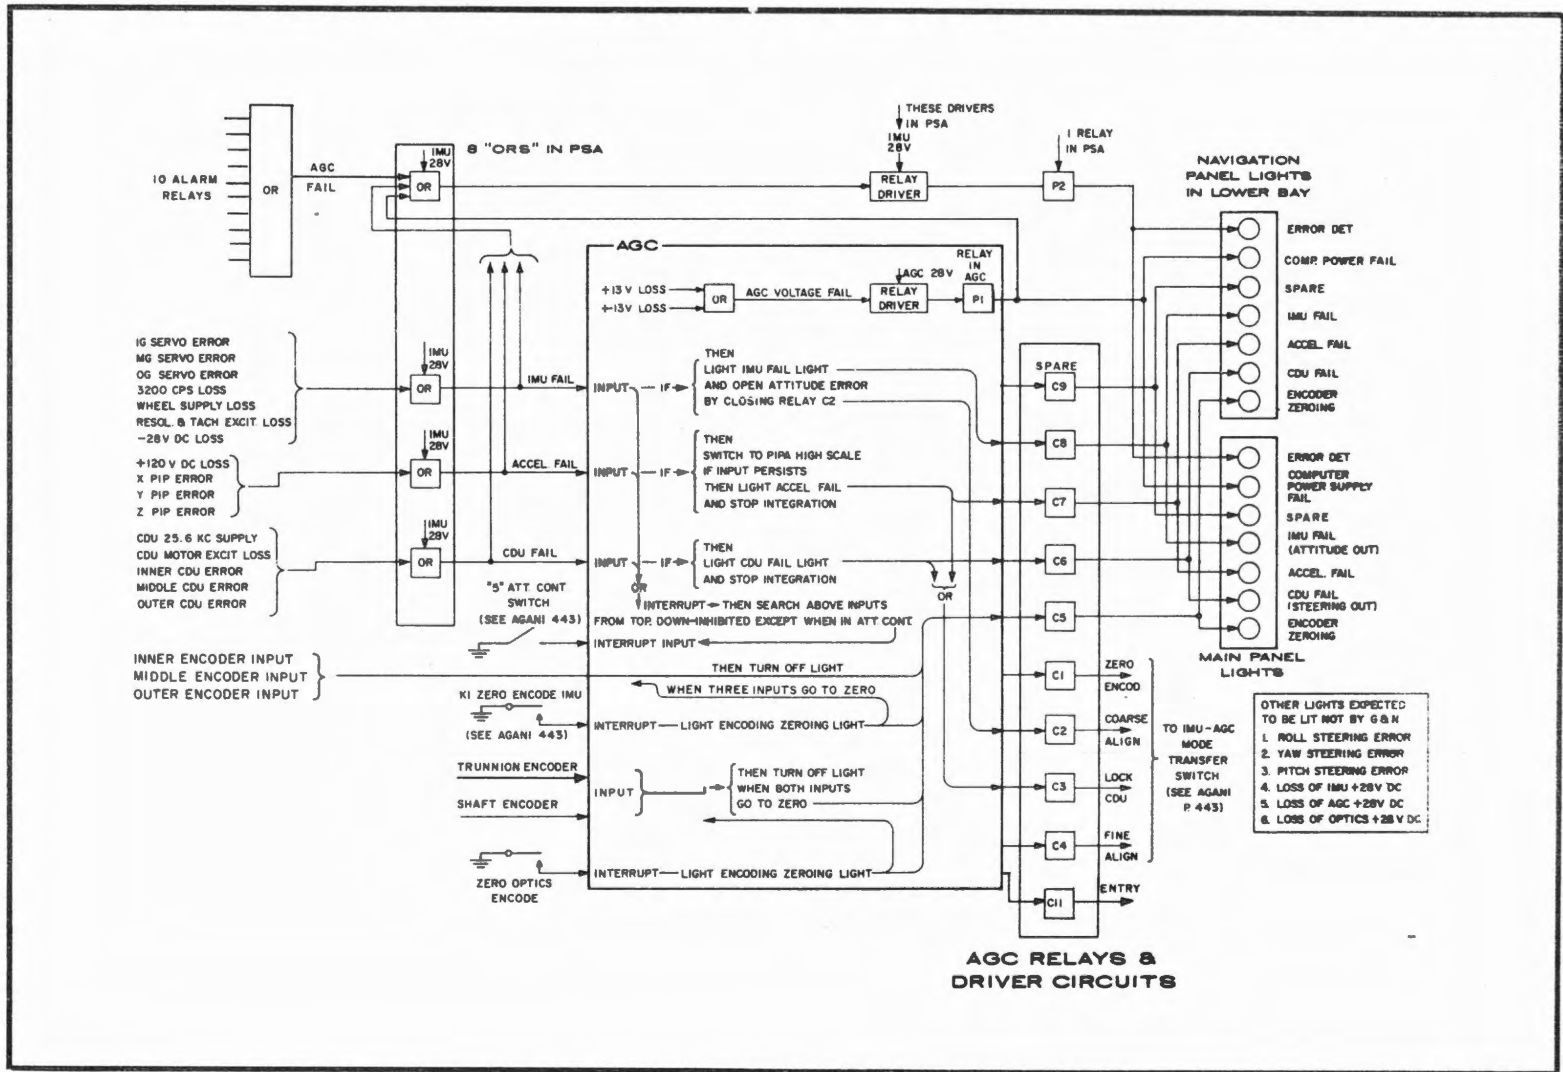 10 ALARM
RELAYS
OR
AGC
FAIL
8 "ORS" IN PSA
IMU
28V
OR
THESE DRIVERS
IN PSA
IMU
28V
RELAY
DRIVER
1 RELAY
IN PSA
P2
NAVIGATION
PANEL LIGHTS
IN LOWER BAY
ERROR DET
COMP. POWER FAIL
SPARE
IMU FAIL
ACCEL. FAIL
CDU FAIL
ENCODER
ZEROING
AGC
+13V LOSS
+-13V LOSS
OR
AGC VOLTAGE FAIL
AGC 28V
RELAY
DRIVER
RELAY
IN
AGC
P1
IG SERVO ERROR
MG SERVO ERROR
OG SERVO ERROR
3200 CPS LOSS
WHEEL SUPPLY LOSS
RESOL. & TACH EXCIT. LOSS
-28V DC LOSS
IMU
28V
OR
IMU FAIL
INPUT
IF
THEN
LIGHT IMU FAIL LIGHT
AND OPEN ATTITUDE ERROR
BY CLOSING RELAY C2
+120 V DC LOSS
X PIP ERROR
Y PIP ERROR
Z PIP ERROR
IMU
28V
OR
ACCEL FAIL
INPUT
IF
THEN
SWITCH TO PIPA HIGH SCALE
IF INPUT PERSISTS
THEN LIGHT ACCEL FAIL
AND STOP INTEGRATION
CDU 25.6 KC SUPPLY
CDU MOTOR EXCIT LOSS
INNER CDU ERROR
MIDDLE CDU ERROR
OUTER CDU ERROR
IMU
28V
OR
CDU FAIL
INPUT
IF
THEN
LIGHT CDU FAIL LIGHT
AND STOP INTEGRATION
OR
OR
INTERRUPT THEN SEARCH ABOVE INPUTS
FROM TOP DOWN-INHIBITED EXCEPT WHEN IN ATT CONT
"5" ATT CONT
SWITCH
(SEE AGANI 443)
INTERRUPT INPUT
INNER ENCODER INPUT
MIDDLE ENCODER INPUT
OUTER ENCODER INPUT
THEN TURN OFF LIGHT
WHEN THREE INPUTS GO TO ZERO
K1 ZERO ENCODE IMU
(SEE AGANI 443)
INTERRUPT LIGHT ENCODING ZEROING LIGHT
TRUNNION ENCODER
SHAFT ENCODER
INPUT
THEN TURN OFF LIGHT
WHEN BOTH INPUTS
GO TO ZERO
ZERO OPTICS
ENCODE
INTERRUPT LIGHT ENCODING ZEROING LIGHT
SPARE
C9
C8
C7
C6
C5
C1
C2
C3
C4
C11
ZERO
ENCOD
COARSE
ALIGN
LOCK
CDU
FINE
ALIGN
ENTRY
TO IMU-AGC
MODE
TRANSFER
SWITCH
(SEE AGANI
P. 443)
AGC RELAYS &
DRIVER CIRCUITS
ERROR DET
COMPUTER
POWER SUPPLY
FAIL
SPARE
IMU FAIL
(ATTITUDE OUT)
ACCEL. FAIL
CDU FAIL
(STEERING OUT)
ENCODER
ZEROING
MAIN PANEL
LIGHTS
OTHER LIGHTS EXPECTED
TO BE LIT NOT BY G & N
1. ROLL STEERING ERROR
2. YAW STEERING ERROR
3. PITCH STEERING ERROR
4. LOSS OF IMU +28V DC
5. LOSS OF AGC +28V DC
6. LOSS OF OPTICS +28V DC